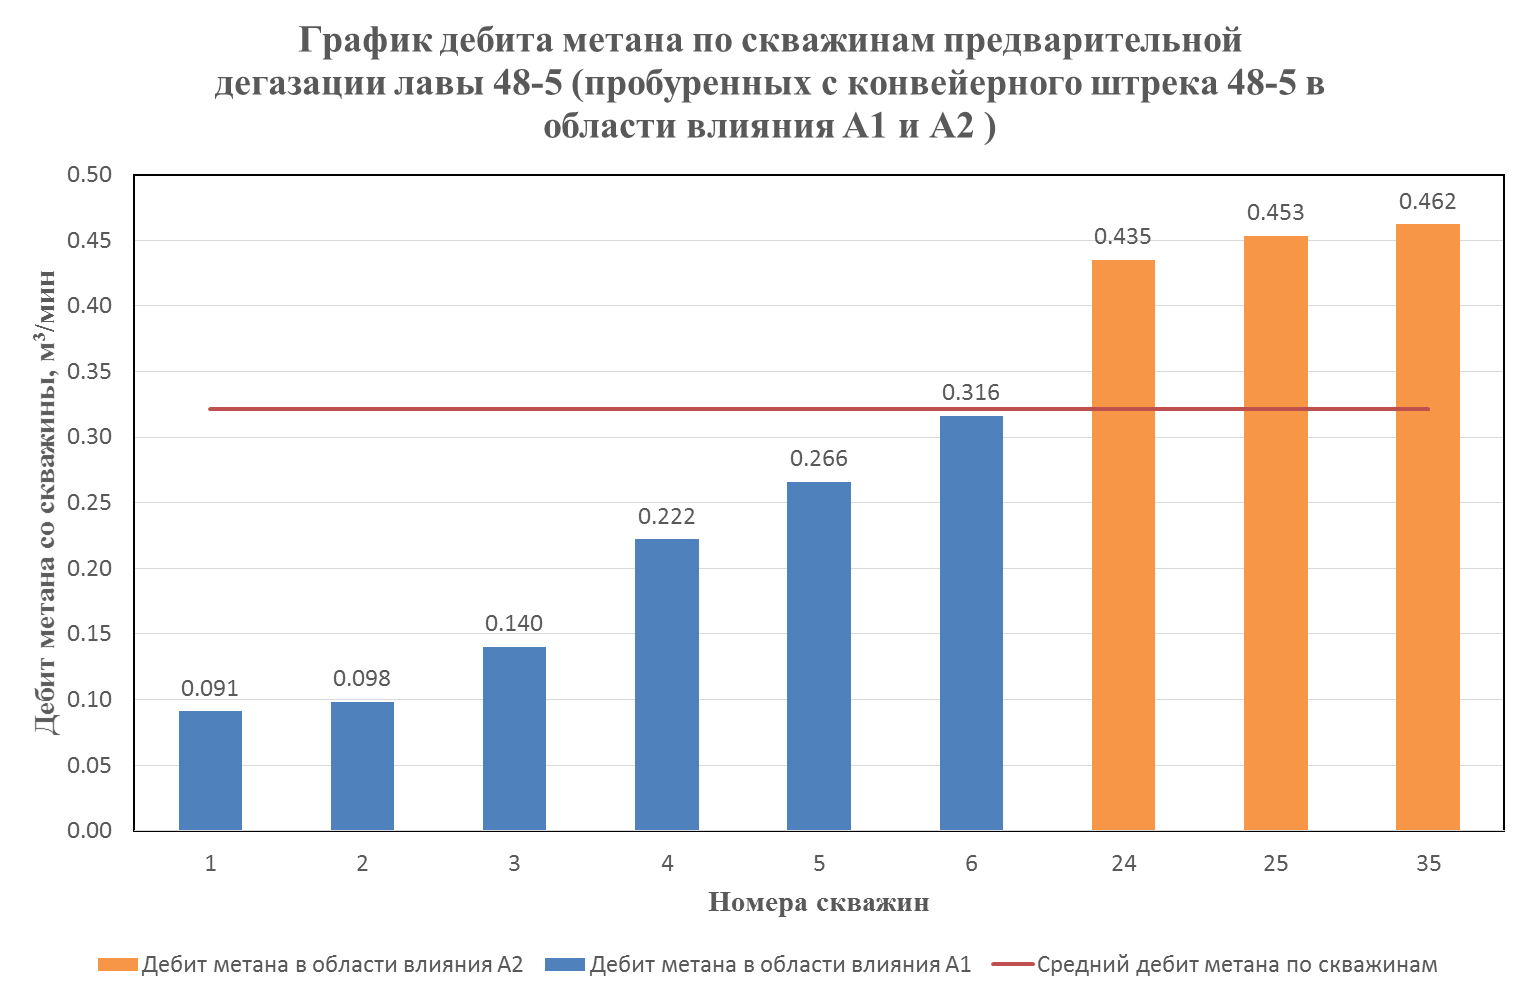 График дебита метана по скважинам предварительной
дегазации лавы 48-5 (пробуренных с конвейерного штрека 48-5 в
области влияния А1 и А2 )
Дебит метана со скважины, м³/мин
0.50
0.45
0.40
0.35
0.30
0.25
0.20
0.15
0.10
0.05
0.00
0.091
0.098
0.140
0.222
0.266
0.316
0.435
0.453
0.462
1 2 3 4 5 6 24 25 35
Номера скважин
Дебит метана в области влияния А2 Дебит метана в области влияния А1 Средний дебит метана по скважинам